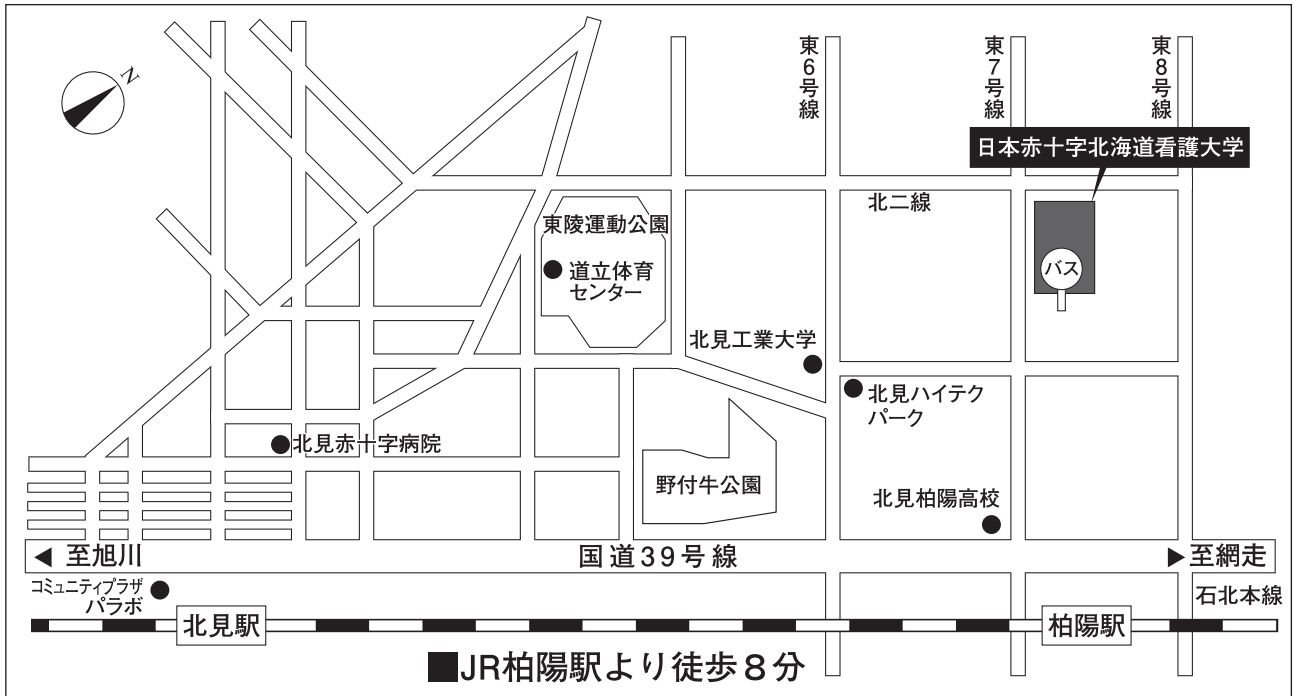 N
東6号線
東7号線
東8号線
日本赤十字北海道看護大学
北二線
東陵運動公園
道立体育
センター
バス
北見工業大学
北見ハイテク
パーク
北見赤十字病院
野付牛公園
北見柏陽高校
至旭川
国道39号線
至網走
コミュニティプラザ
パラボ
石北本線
北見駅
柏陽駅
■JR柏陽駅より徒歩8分